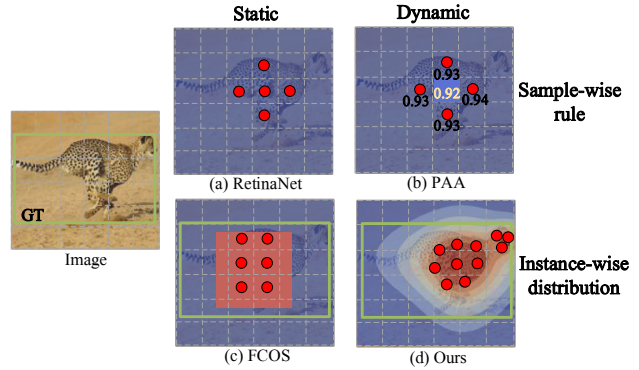 Static
Dynamic
0.93
0.93
0.92
0.94
0.93
Sample-wise
rule
(a) RetinaNet
(b) PAA
GT
Image
Instance-wise
distribution
(c) FCOS
(d) Ours